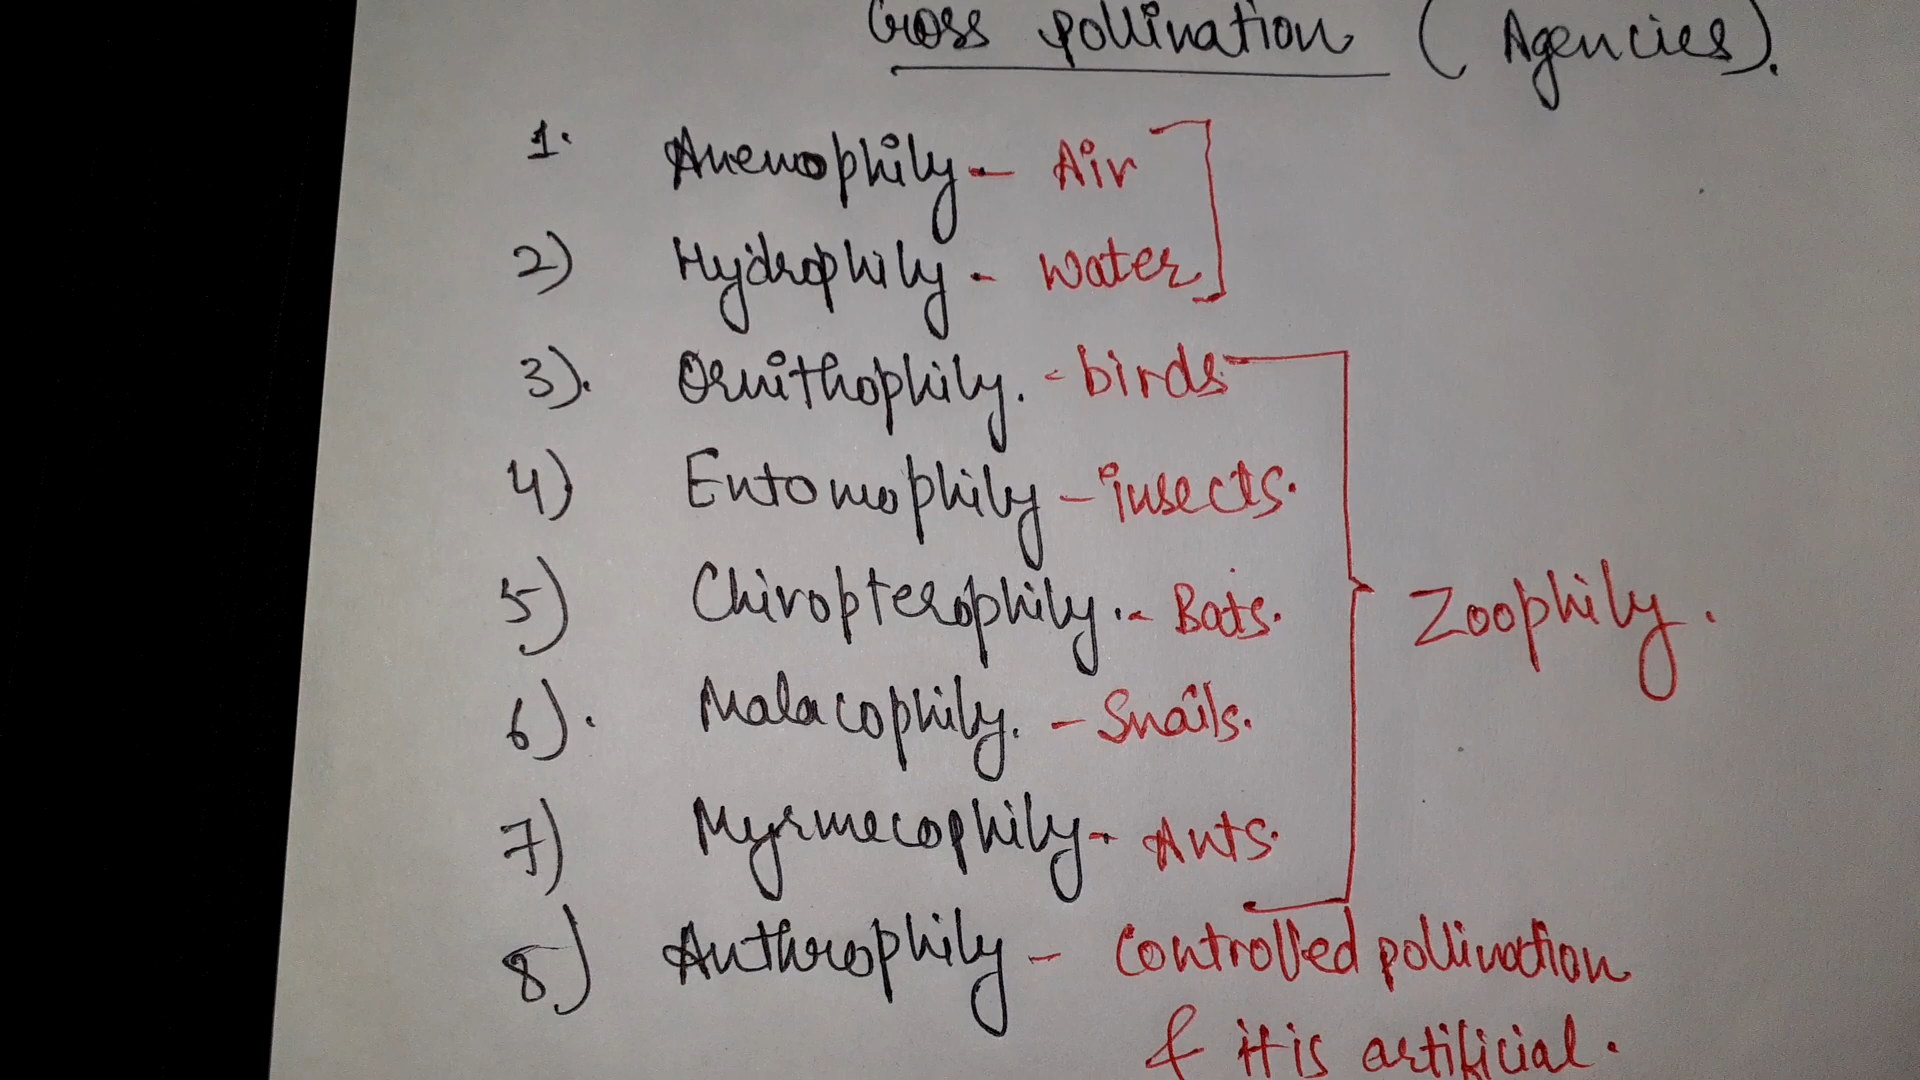 Cross pollination (Agencies).
1. Anemophily - Air
2) Hydrophily - Water
3). Ornithophily. - birds
4) Entomophily - insects.
5) Chiropterophily. - Bats.
6). Malacophily. - Snails.
Zoophily.
7) Myrmecophily - Ants.
8) Anthrophily - Controlled pollination
& it is artificial.